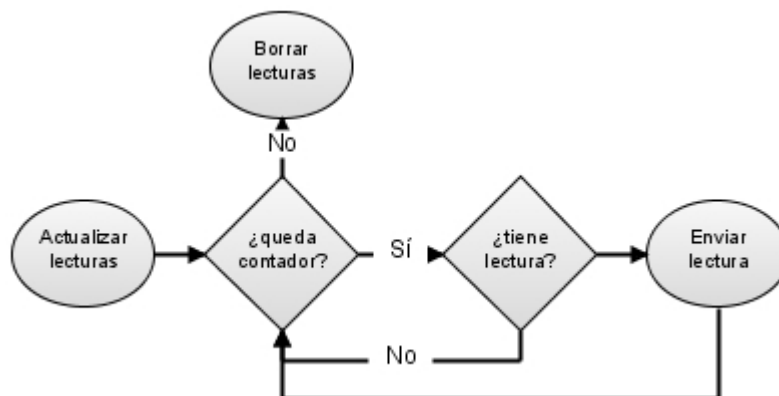 Borrar
lecturas
No
Actualizar
lecturas
¿queda
contador?
Sí
¿tiene
lectura?
Enviar
lectura
No